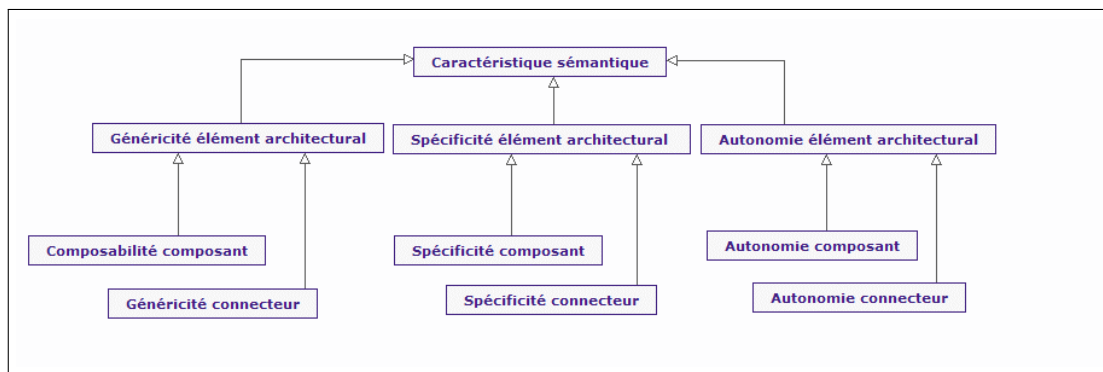 Caractéristique sémantique
Généricité élément architectural
Spécificité élément architectural
Autonomie élément architectural
Composabilité composant
Spécificité composant
Autonomie composant
Généricité connecteur
Spécificité connecteur
Autonomie connecteur